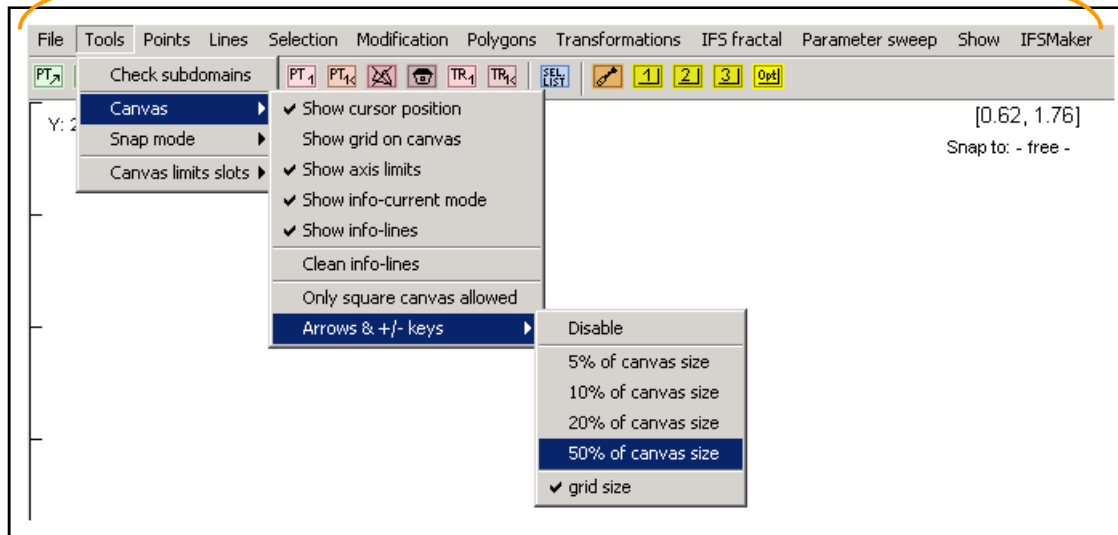 File Tools Points Lines Selection Modification Polygons Transformations IFS fractal Parameter sweep Show IFSMaker
PT Check subdomains PT1 PT1< TR1 TR1< SEL LIST 1 2 3 Opt
Canvas
Show cursor position
[0.62, 1.76]
Y: 2
Snap mode
Show grid on canvas
Snap to: - free -
Canvas limits slots
Show axis limits
Show info-current mode
Show info-lines
Clean info-lines
Only square canvas allowed
Arrows & +/- keys
Disable
5% of canvas size
10% of canvas size
20% of canvas size
50% of canvas size
grid size